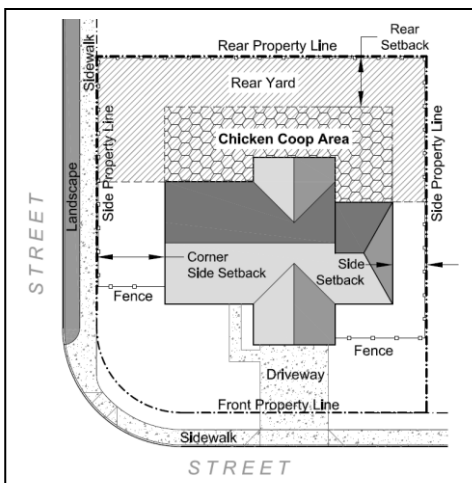 Rear Property Line
Rear
Setback
Sidewalk
Rear Yard
Chicken Coop Area
Side Property Line
Side Property Line
Landscape
STREET
Corner
Side Setback
Side
Setback
Fence
Fence
Driveway
Front Property Line
Sidewalk
STREET